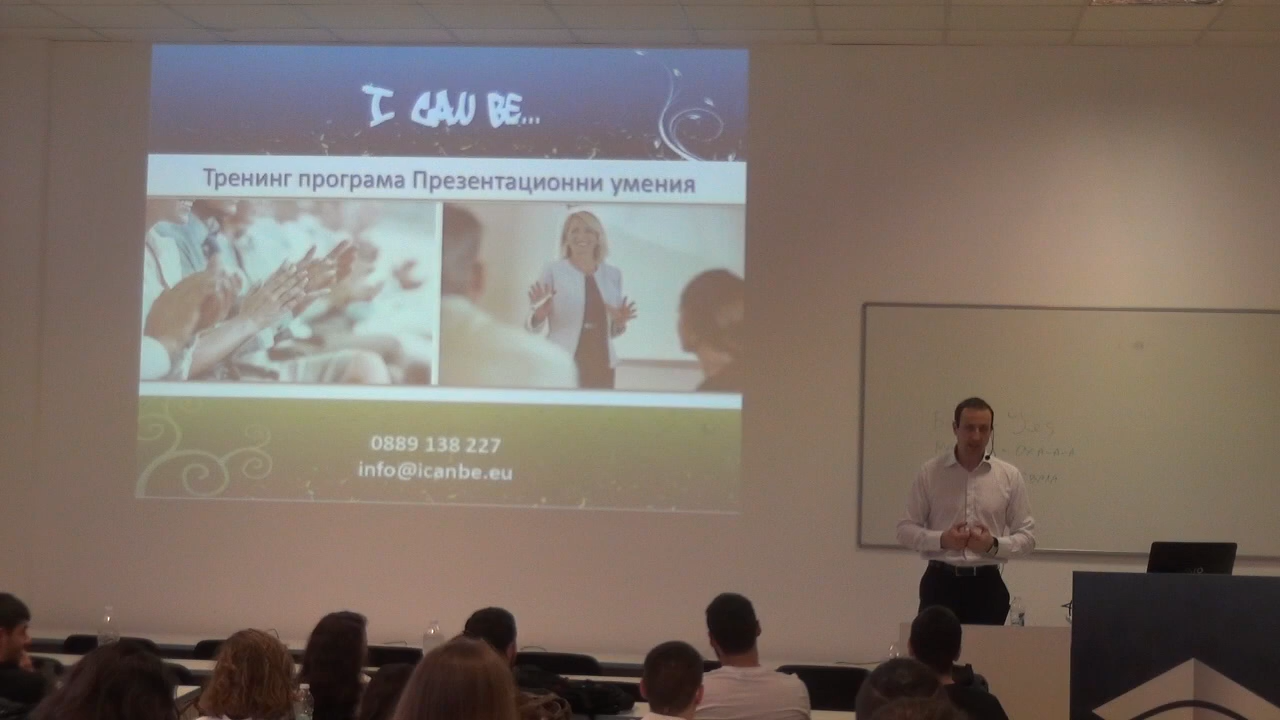 I CAN BE...
Тренинг програма Презентационни умения
0889 138 227
info@icanbe.eu